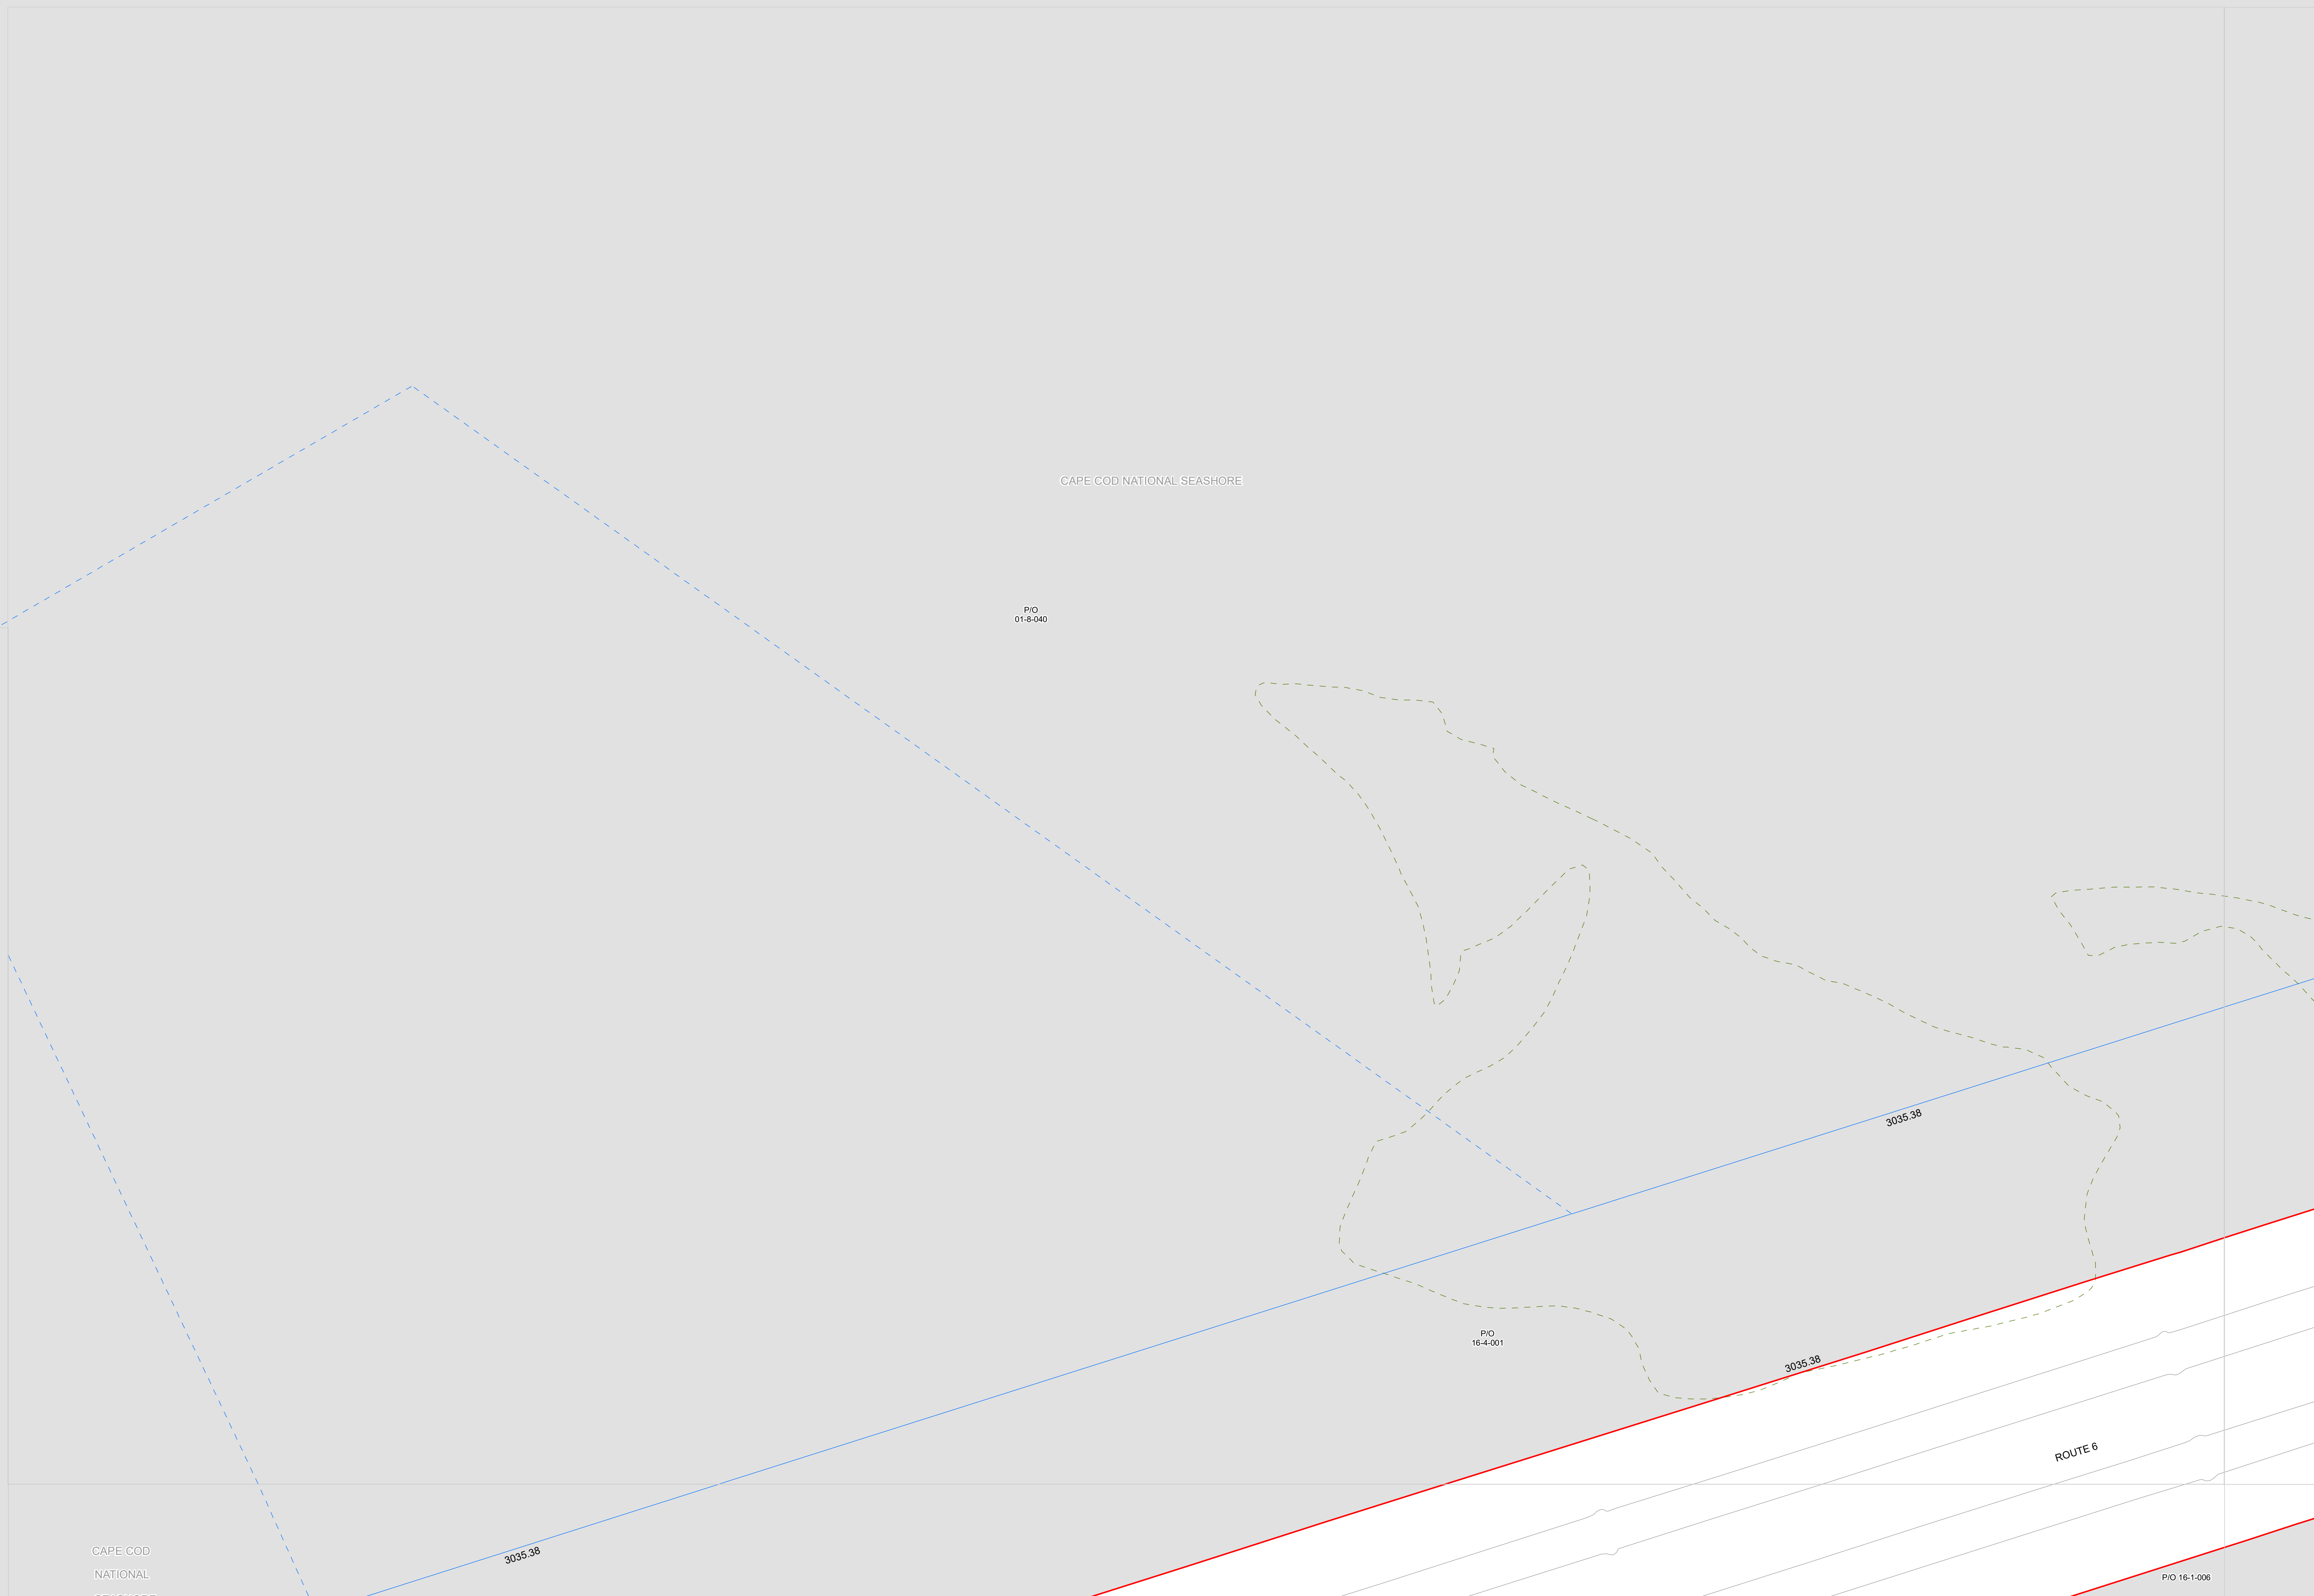 CAPE COD NATIONAL SEASHORE
P/O
01-8-040
3035.38
P/O
16-4-001
3035.38
ROUTE 6
3035.38
CAPE COD
NATIONAL
P/O 16-1-006